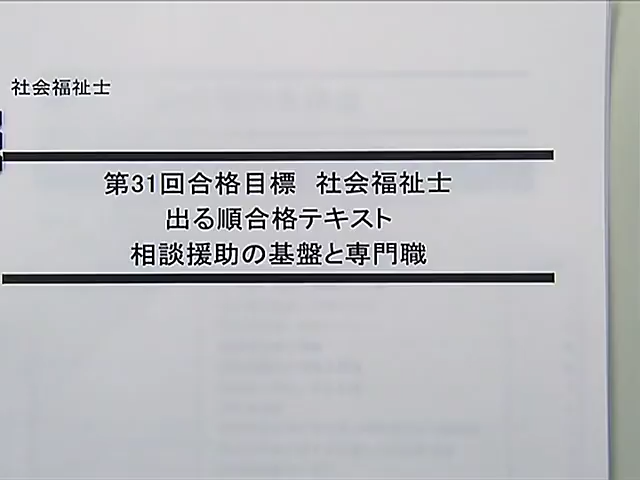 社会福祉士
第31回合格目標 社会福祉士
出る順合格テキスト
相談援助の基盤と専門職